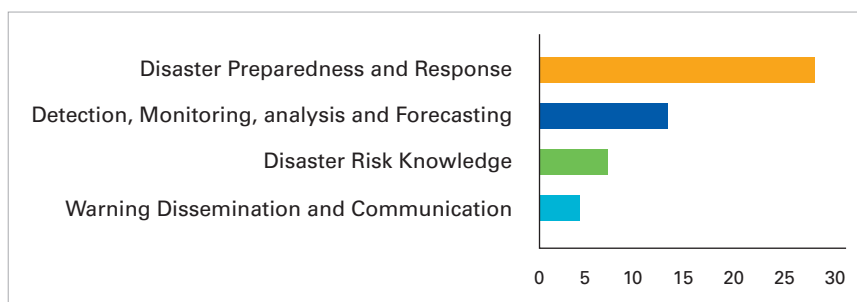 Disaster Preparedness and Response
Detection, Monitoring, analysis and Forecasting
Disaster Risk Knowledge
Warning Dissemination and Communication
0 5 10 15 20 25 30